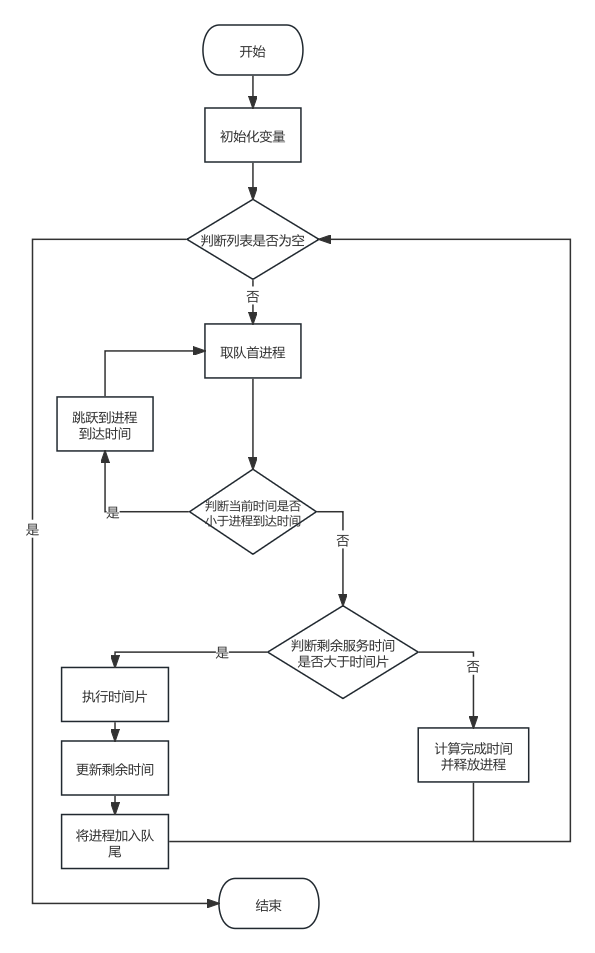 开始
初始化变量
判断列表是否为空
否
取队首进程
跳跃到进程
到达时间
判断当前时间是否
小于进程到达时间
是
是
否
判断剩余服务时间
是否大于时间片
是
否
执行时间片
计算完成时间
并释放进程
更新剩余时间
将进程加入队
尾
结束